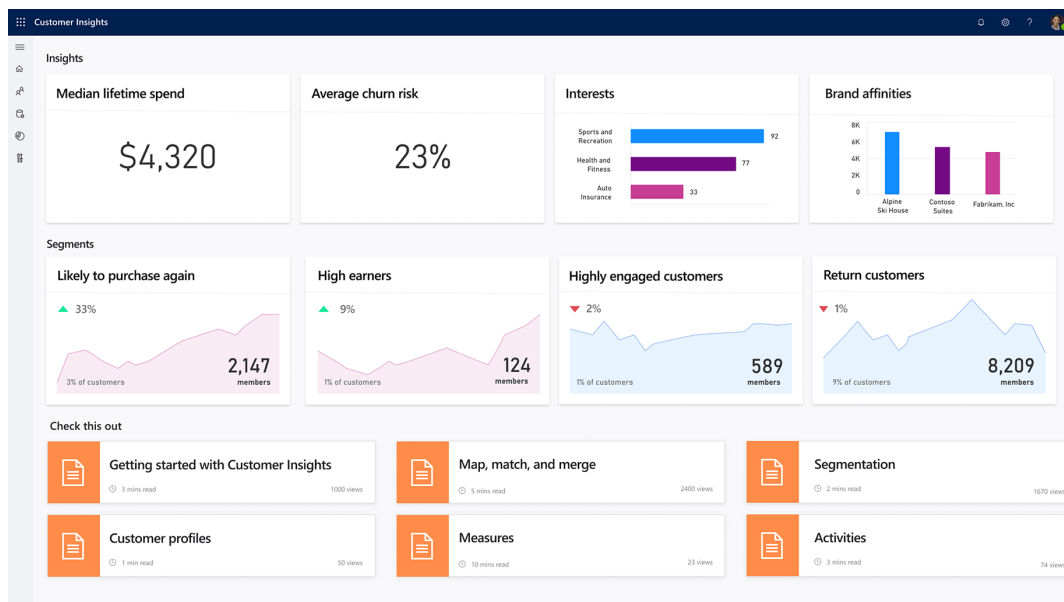 Customer Insights
?
Insights
Median lifetime spend
$4,320
Average churn risk
23%
Interests
Sports and
Recreation
92
Health and
Fitness
77
Auto
Insurance
33
Brand affinities
8K
6K
4K
2K
0
Alpine
Ski House
Contoso
Suites
Fabrikam, Inc
Segments
Likely to purchase again
33%
2,147
3% of customers
members
High earners
9%
124
1% of customers
members
Highly engaged customers
2%
589
1% of customers
members
Return customers
1%
8,209
9% of customers
members
Check this out
Getting started with Customer Insights
3 mins read
1000 views
Map, match, and merge
5 mins read
2400 views
Segmentation
2 mins read
1670 views
Customer profiles
1 min read
50 views
Measures
10 mins read
23 views
Activities
3 mins read
74 views